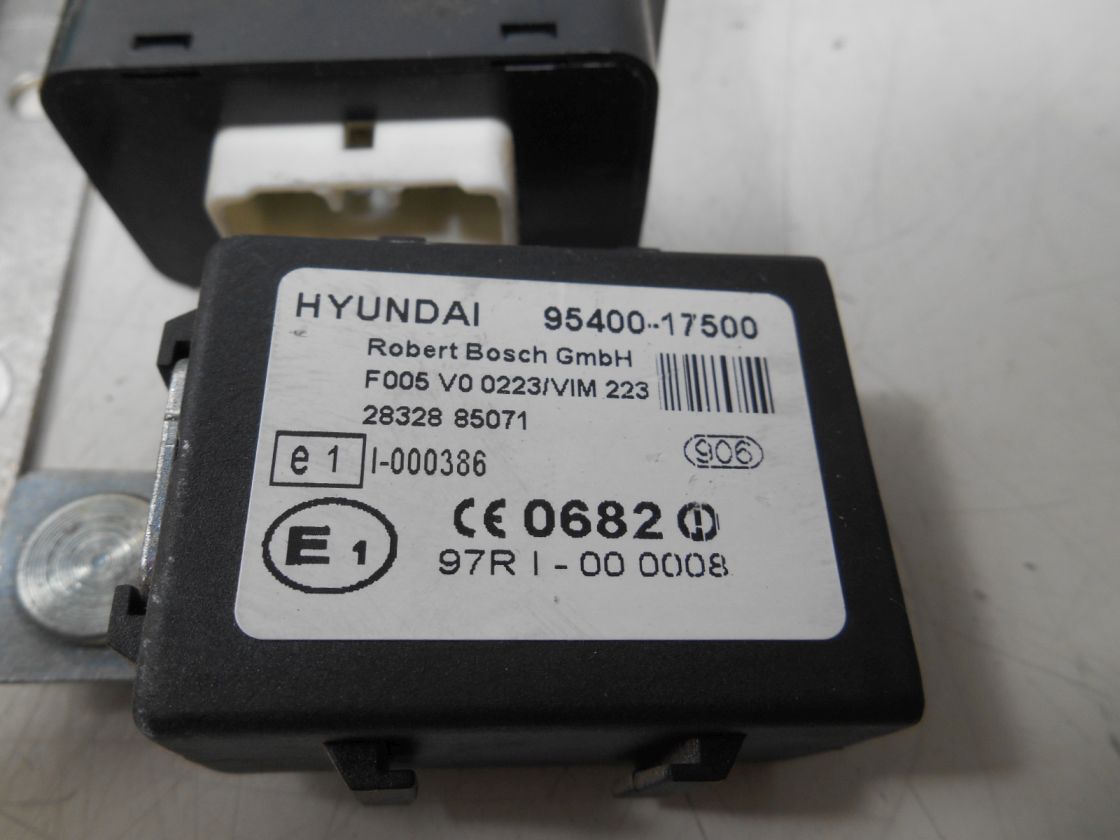 HYUNDAI 95400-17500
Robert Bosch GmbH
F005 V0 0223/VIM 223
28328 85071
e 1 I-000386
906
CE 0682
E 1
97R I - 00 0008